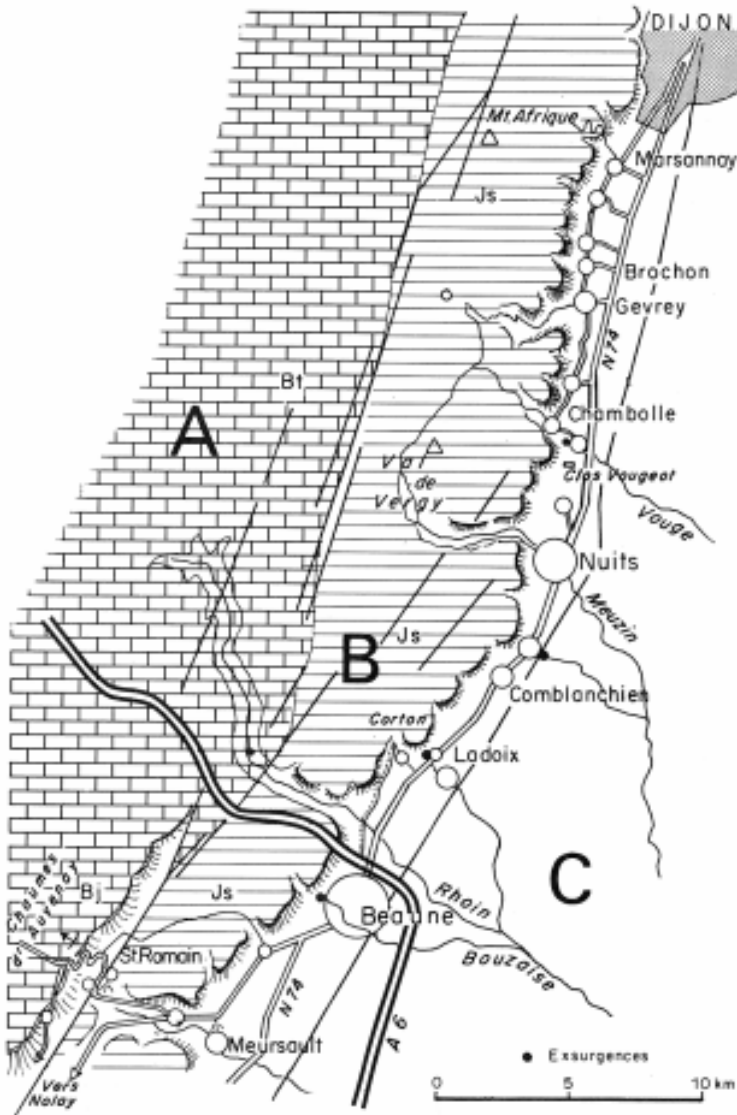 DIJON
Mt. Afrique
Marsannay
Js
Brochon
Gevrey
N 74
Bt
A
Chambolle
Clos Vougeot
Val
de
Vergy
Vouge
Nuits
Meuzin
Js
B
Comblanchien
Corton
Ladoix
C
Bj
Js
Chaumes
d'Auvenay
Rhoin
Beaune
Bouzaise
St. Romain
N 74
A 6
Meursault
Vers
Nolay
Exsurgences
0 5 10 km